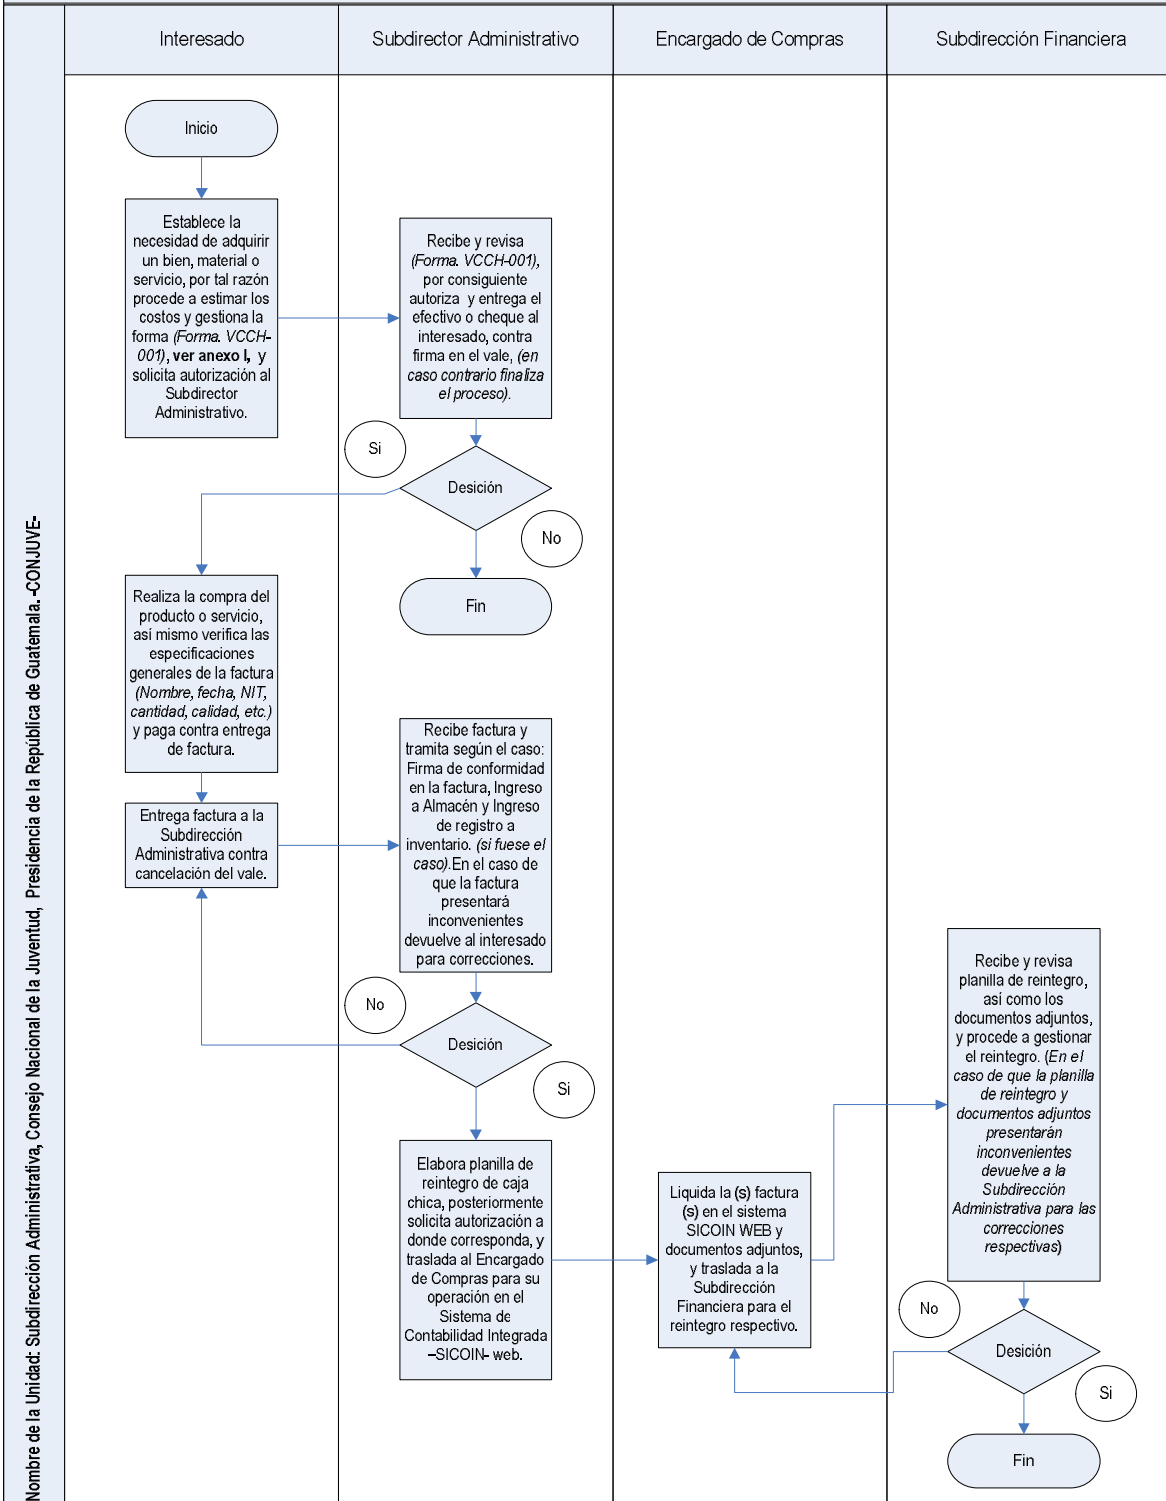 Nombre de la Unidad: Subdirección Administrativa, Consejo Nacional de la Juventud, Presidencia de la República de Guatemala. -CONJUVE-
Interesado
Subdirector Administrativo
Encargado de Compras
Subdirección Financiera
Inicio
Establece la
necesidad de adquirir
un bien, material o
servicio, por tal razón
procede a estimar los
costos y gestiona la
forma (Forma. VCCH-
001), ver anexo I, y
solicita autorización al
Subdirector
Administrativo.
Recibe y revisa
(Forma. VCCH-001),
por consiguiente
autoriza y entrega el
efectivo o cheque al
interesado, contra
firma en el vale, (en
caso contrario finaliza
el proceso).
Si
Desición
No
Fin
Realiza la compra del
producto o servicio,
así mismo verifica las
especificaciones
generales de la factura
(Nombre, fecha, NIT,
cantidad, calidad, etc.)
y paga contra entrega
de factura.
Entrega factura a la
Subdirección
Administrativa contra
cancelación del vale.
Recibe factura y
tramita según el caso:
Firma de conformidad
en la factura, Ingreso
a Almacén y Ingreso
de registro a
inventario. (si fuese el
caso).En el caso de
que la factura
presentará
inconvenientes
devuelve al interesado
para correcciones.
No
Desición
Si
Elabora planilla de
reintegro de caja
chica, posteriormente
solicita autorización a
donde corresponda, y
traslada al Encargado
de Compras para su
operación en el
Sistema de
Contabilidad Integrada
–SICOIN- web.
Liquida la (s) factura
(s) en el sistema
SICOIN WEB y
documentos adjuntos,
y traslada a la
Subdirección
Financiera para el
reintegro respectivo.
Recibe y revisa
planilla de reintegro,
así como los
documentos adjuntos,
y procede a gestionar
el reintegro. (En el
caso de que la planilla
de reintegro y
documentos adjuntos
presentarán
inconvenientes
devuelve a la
Subdirección
Administrativa para las
correcciones
respectivas)
No
Desición
Si
Fin